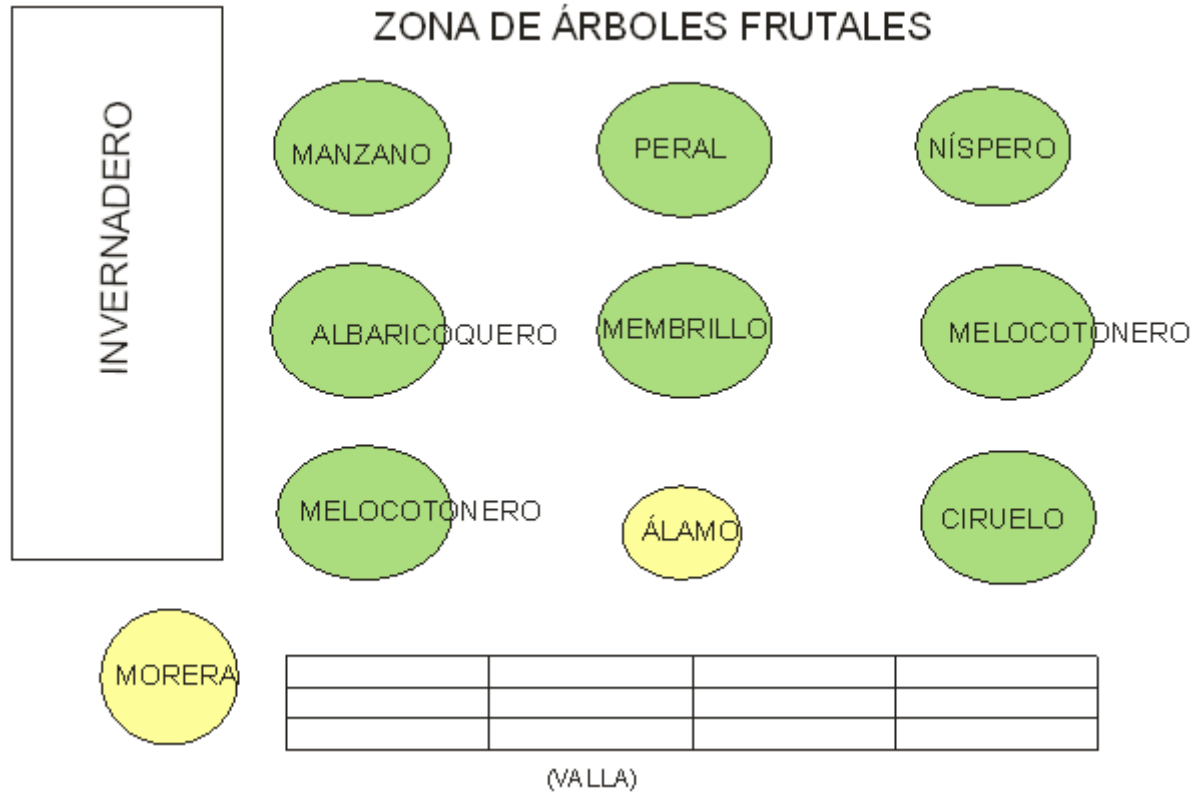 ZONA DE ÁRBOLES FRUTALES
INVERNADERO
MANZANO
PERAL
NÍSPERO
ALBARICOQUERO
MEMBRILLO
MELOCOTONERO
MELOCOTONERO
ÁLAMO
CIRUELO
MORERA
(VALLA)